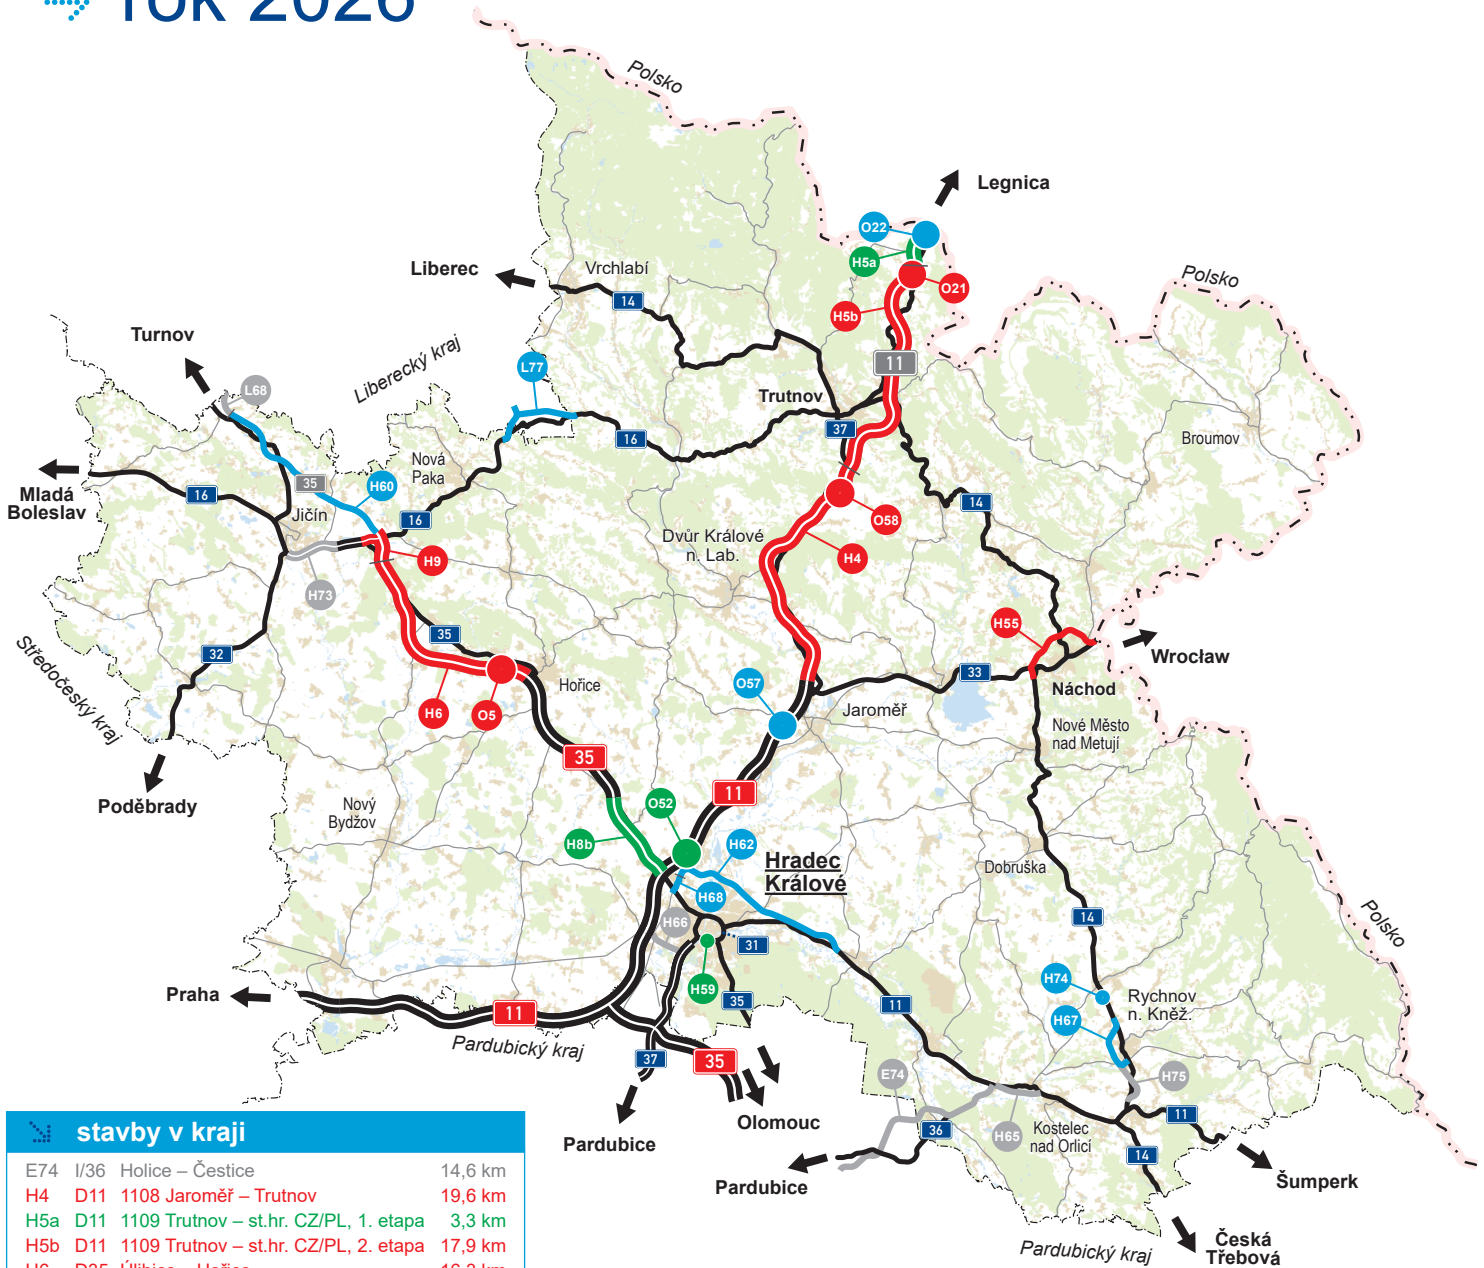 rok 2026
Polsko
Legnica
O22
H5a
Liberec
Vrchlabí
14
O21
Polsko
H5b
Turnov
Liberecký kraj
11
L77
L68
Trutnov
37
16
Broumov
Nová
Paka
Mladá
Boleslav
16
35
H60
Jičín
16
14
O58
Dvůr Králové
n. Lab.
H4
H9
H73
35
H55
Středočeský kraj
32
Wrocław
33
Náchod
O57
Hořice
H6
O5
Jaroměř
Nové Město
nad Metují
35
11
Poděbrady
Nový
Bydžov
O52
H8b
H62
Hradec
Králové
Dobruška
H68
H66
14
Polsko
31
H74
H59
35
Praha
11
11
Rychnov
n. Kněž.
H67
Pardubický kraj
37
35
E74
H75
Olomouc
36
H65
Kostelec
nad Orlicí
11
Pardubice
14
Pardubice
Šumperk
Pardubický kraj
Česká
Třebová
stavby v kraji
E74 I/36 Holice – Čestice 14,6 km
H4 D11 1108 Jaroměř – Trutnov 19,6 km
H5a D11 1109 Trutnov – st.hr. CZ/PL, 1. etapa 3,3 km
H5b D11 1109 Trutnov – st.hr. CZ/PL, 2. etapa 17,9 km